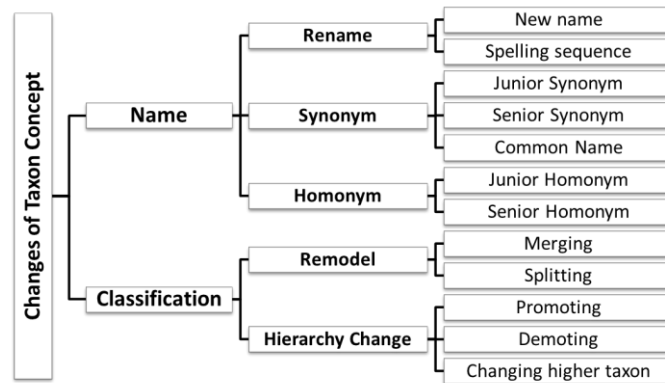 Changes of Taxon Concept
Name
Rename
New name
Spelling sequence
Synonym
Junior Synonym
Senior Synonym
Common Name
Homonym
Junior Homonym
Senior Homonym
Classification
Remodel
Merging
Splitting
Hierarchy Change
Promoting
Demoting
Changing higher taxon